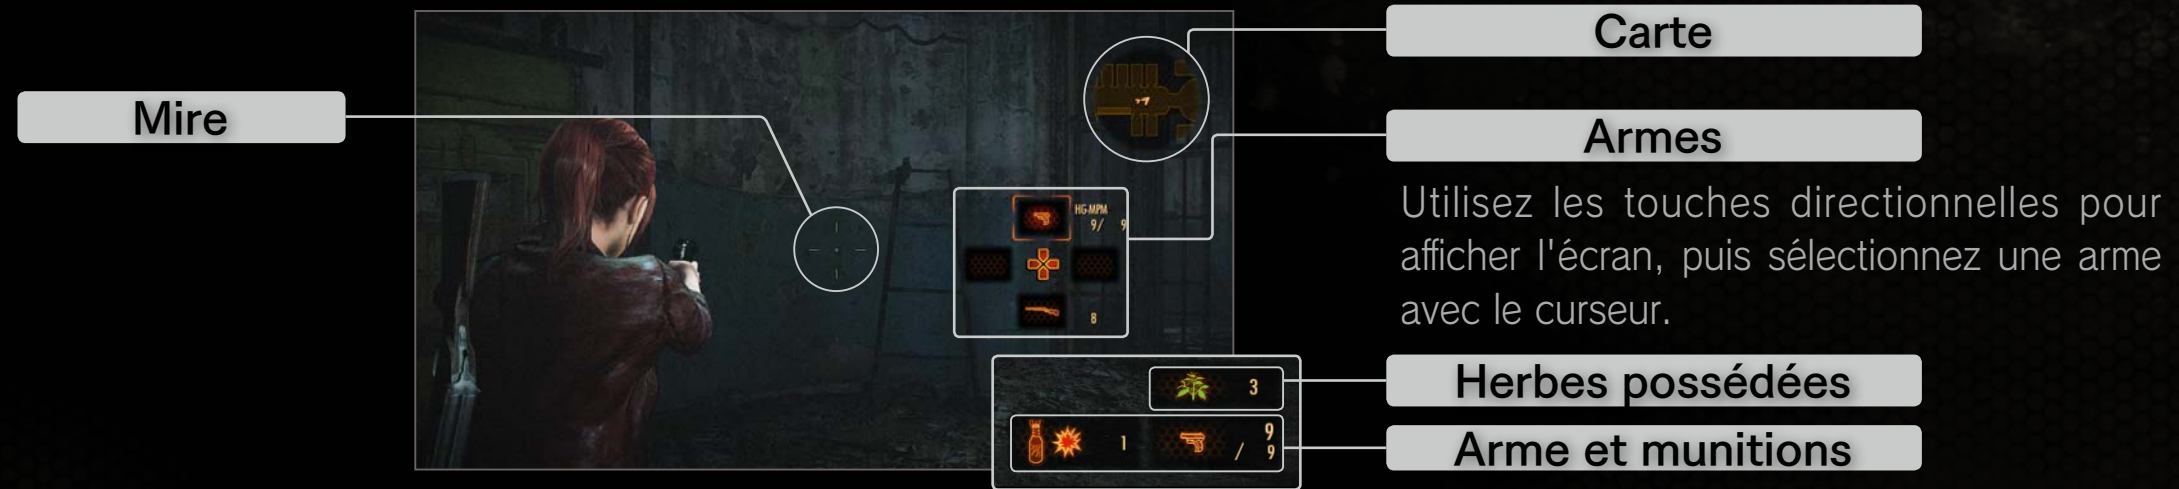 Carte
Mire
Armes
HG-MPM
9/ 9
8
Utilisez les touches directionnelles pour
afficher l'écran, puis sélectionnez une arme
avec le curseur.
3
Herbes possédées
1
9
/ 9
Arme et munitions